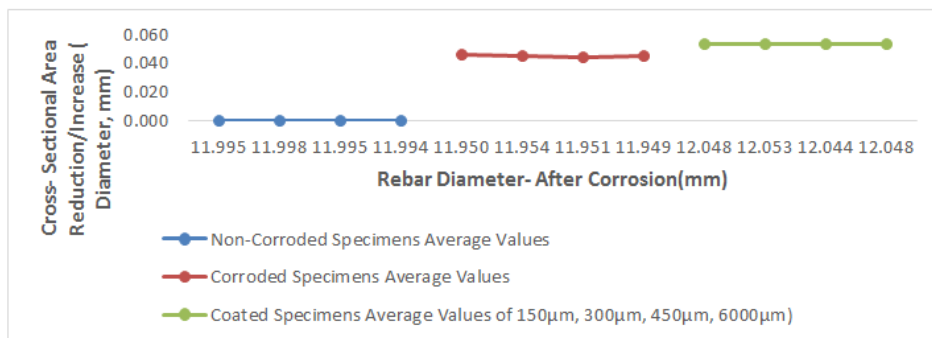 Cross- Sectional Area
Reduction/Increase (
Diameter, mm)
0.060
0.040
0.020
0.000
11.995 11.998 11.995 11.994 11.950 11.954 11.951 11.949 12.048 12.053 12.044 12.048
Rebar Diameter- After Corrosion(mm)
Non-Corroded Specimens Average Values
Corroded Specimens Average Values
Coated Specimens Average Values of 150µm, 300µm, 450µm, 6000µm)